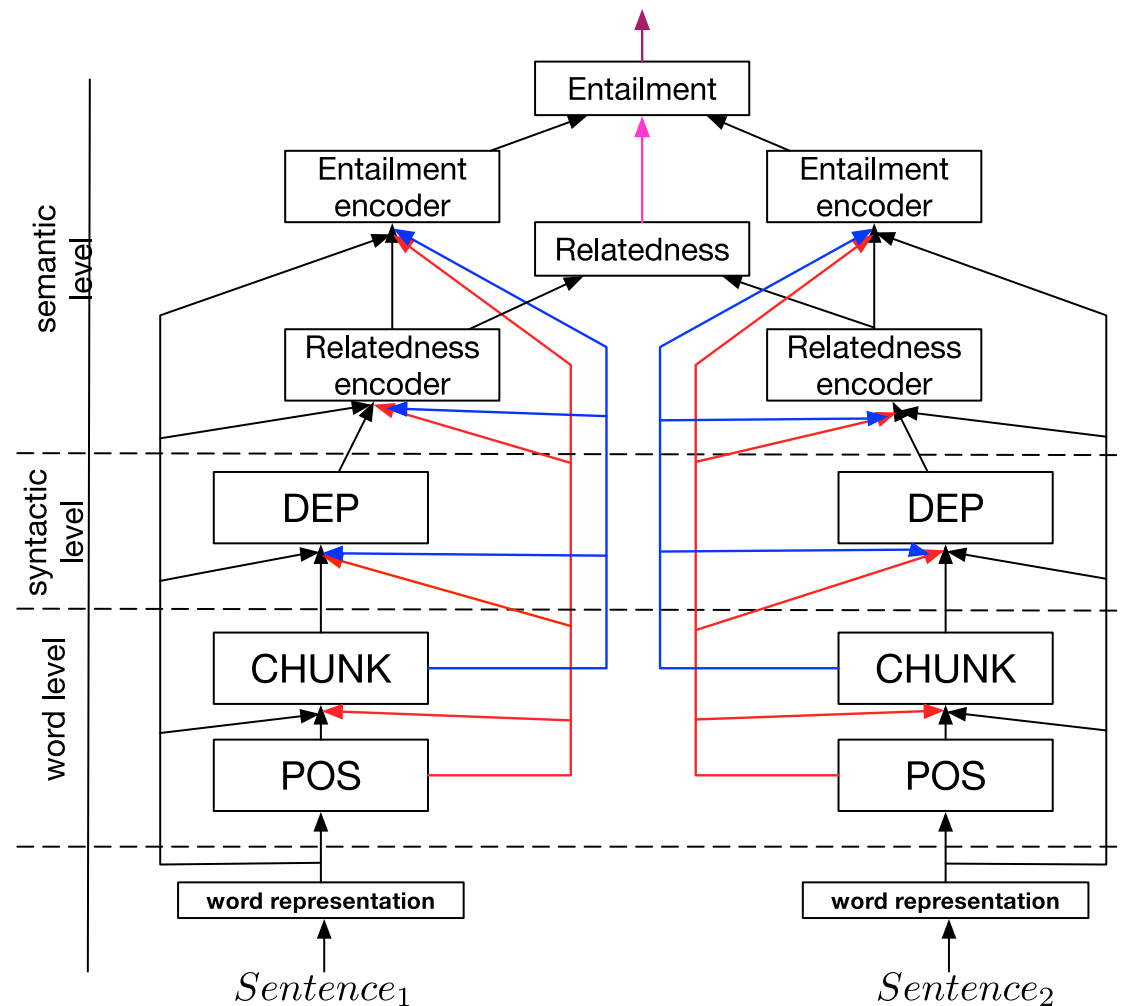 Entailment
Entailment
encoder
Entailment
encoder
Relatedness
semantic
level
Relatedness
encoder
Relatedness
encoder
syntactic
level
DEP
DEP
word level
CHUNK
CHUNK
POS
POS
word representation
word representation
Sentence₁
Sentence₂